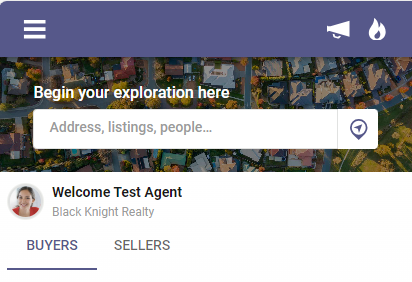 Begin your exploration here
Address, listings, people...
Welcome Test Agent
Black Knight Realty
BUYERS SELLERS